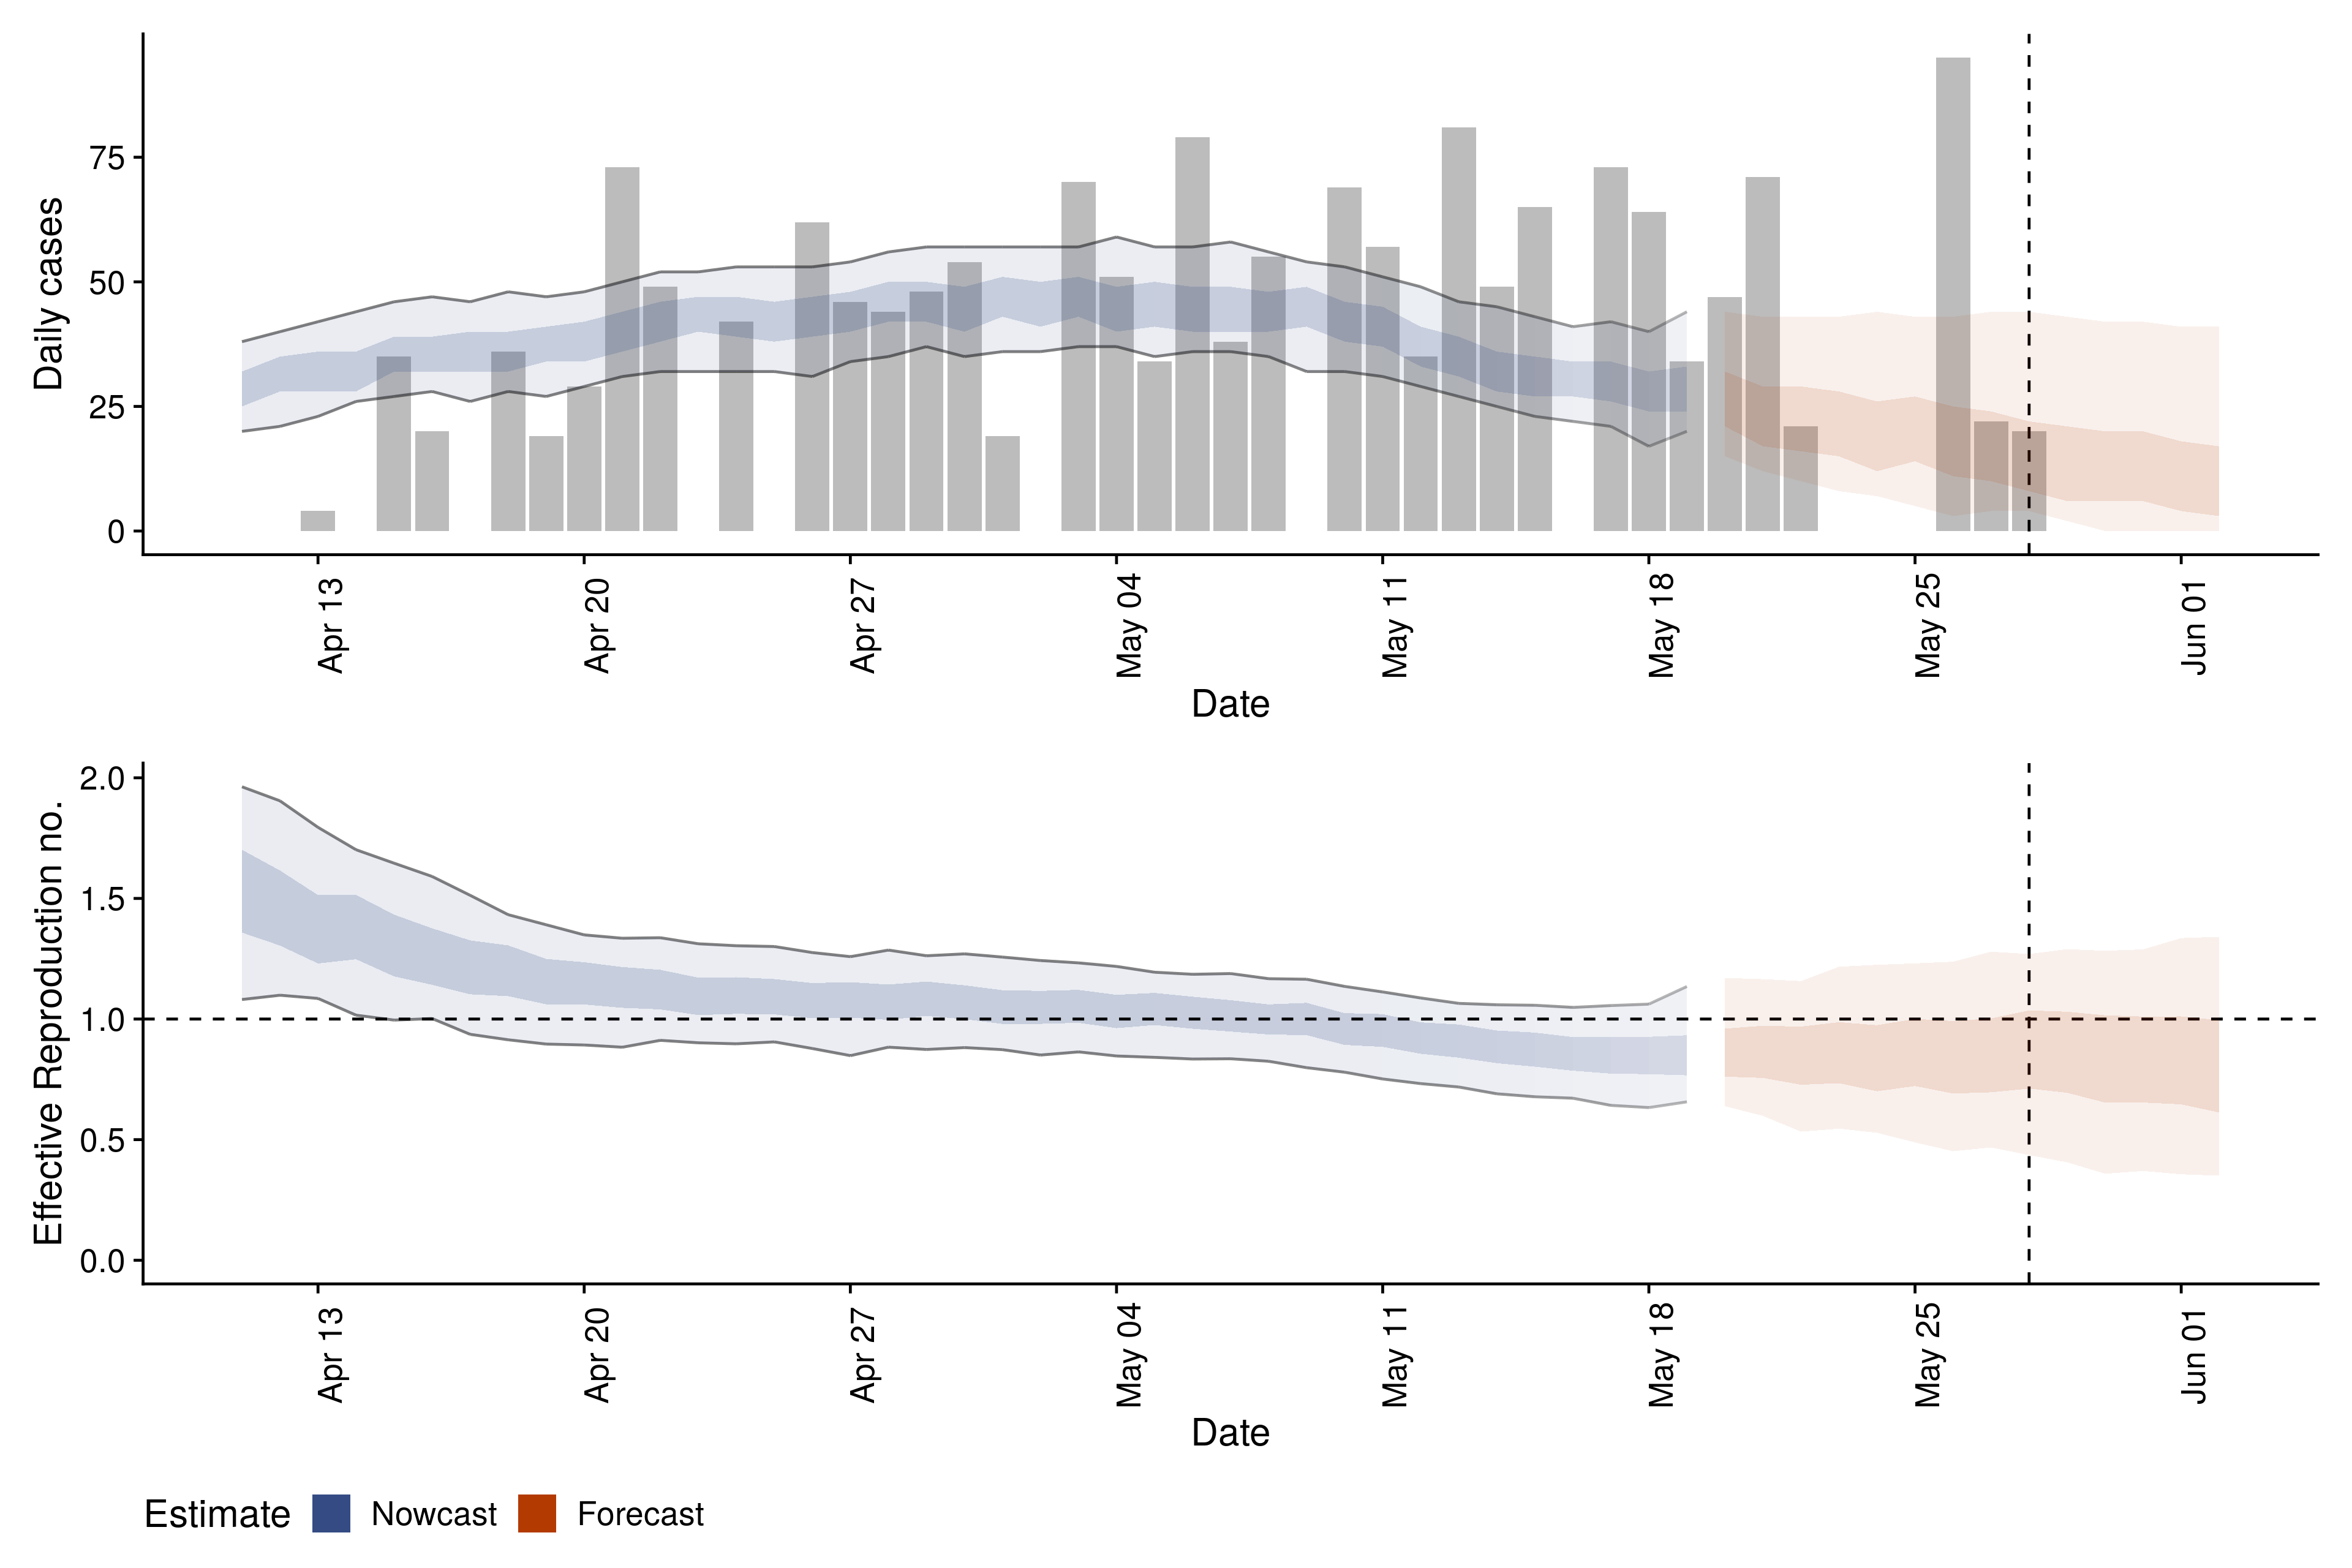 Daily cases
75
50
25
0
Apr 13
Apr 20
Apr 27
May 04
May 11
May 18
May 25
Jun 01
Date
Effective Reproduction no.
2.0
1.5
1.0
0.5
0.0
Apr 13
Apr 20
Apr 27
May 04
May 11
May 18
May 25
Jun 01
Date
Estimate Nowcast Forecast